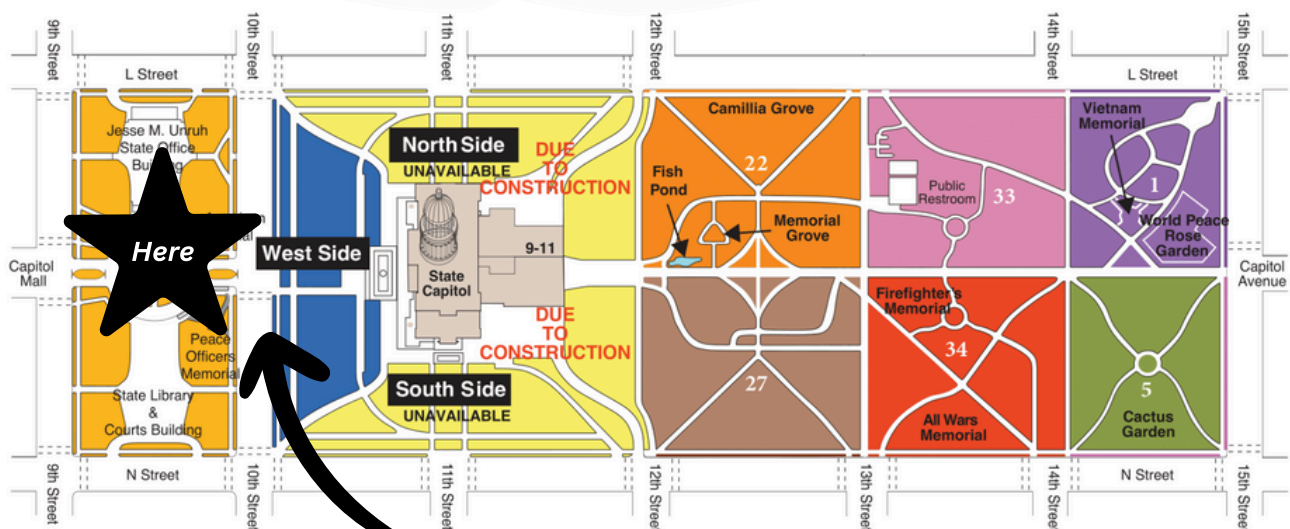 9th Street
10th Street
11th Street
12th Street
14th Street
15th Street
L Street
L Street
Jesse M. Unruh
State Office
Building
Here
Capitol
Mall
Peace
Officers
Memorial
State Library
&
Courts Building
West Side
North Side
UNAVAILABLE
DUE
TO
CONSTRUCTION
State
Capitol
9-11
DUE
TO
CONSTRUCTION
South Side
UNAVAILABLE
Camillia Grove
22
Fish
Pond
Memorial
Grove
27
Public
Restroom
33
Firefighter's
Memorial
34
All Wars
Memorial
Vietnam
Memorial
1
World Peace
Rose
Garden
5
Cactus
Garden
Capitol
Avenue
N Street
N Street
9th Street
10th Street
11th Street
12th Street
13th Street
14th Street
15th Street